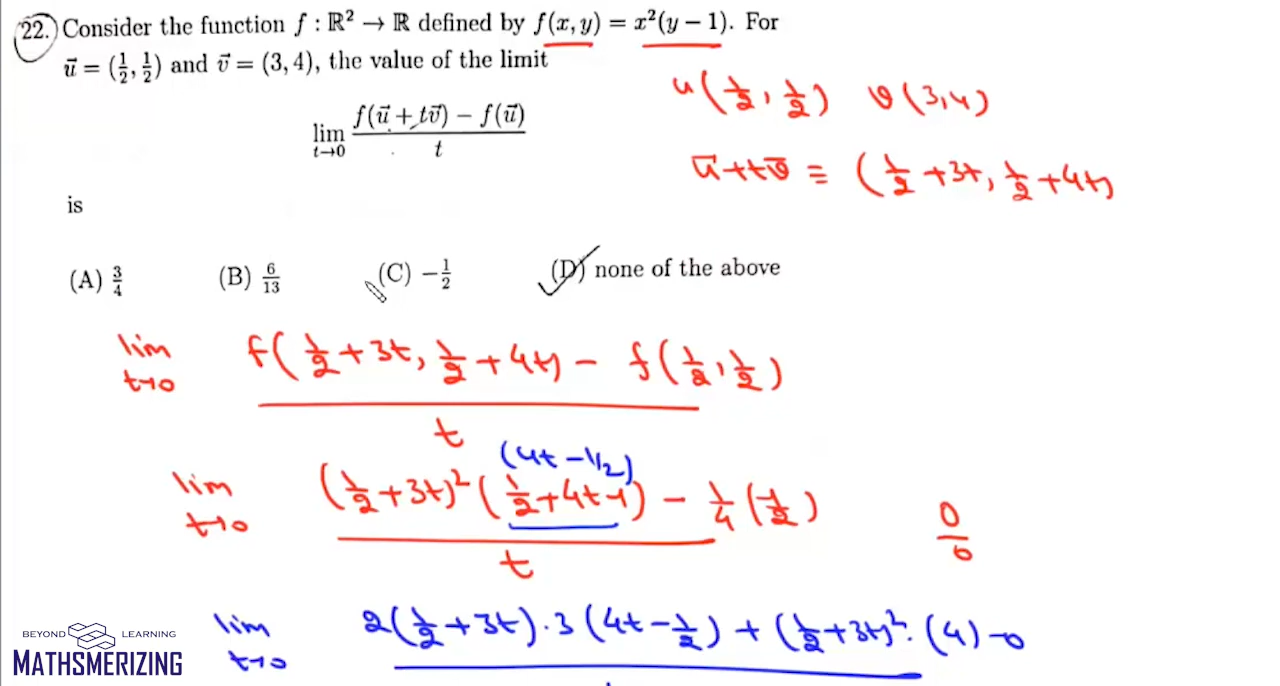 22. Consider the function f : ℝ² → ℝ defined by f(x, y) = x²(y − 1). For
u⃗ = (1/2, 1/2) and v⃗ = (3, 4), the value of the limit
lim t→0 (f(u⃗ + tv⃗) − f(u⃗))/t
is
(A) 3/4 (B) 6/13 (C) −1/2 (D) none of the above
u(1/2, 1/2) v(3, 4)
u̅ + tv̅ ≡ (1/2 + 3t, 1/2 + 4t)
lim t→0 f(1/2 + 3t, 1/2 + 4t) − f(1/2, 1/2)
t
(4t − 1/2)
lim t→0 (1/2 + 3t)² (1/2 + 4t − 1) − 1/4 (−1/2)
t
0/0
lim t→0 2(1/2 + 3t) · 3 (4t − 1/2) + (1/2 + 3t)² · (4) − 0
BEYOND LEARNING
MATHSMERIZING